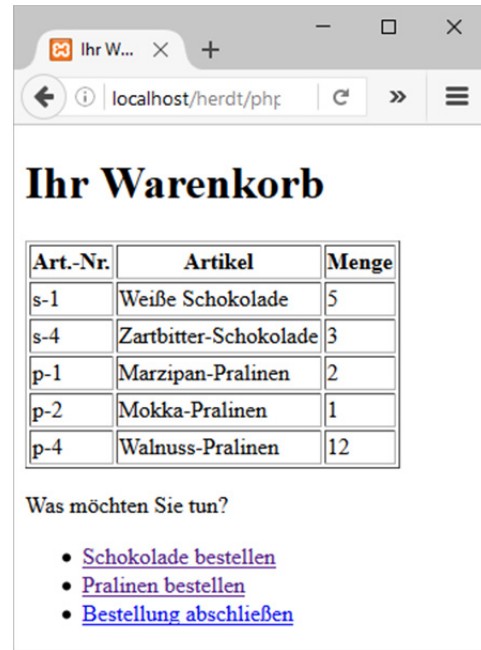 Ihr W...
localhost/herdt/php
Ihr Warenkorb
Art.-Nr. Artikel Menge
s-1 Weiße Schokolade 5
s-4 Zartbitter-Schokolade 3
p-1 Marzipan-Pralinen 2
p-2 Mokka-Pralinen 1
p-4 Walnuss-Pralinen 12
Was möchten Sie tun?
Schokolade bestellen
Pralinen bestellen
Bestellung abschließen